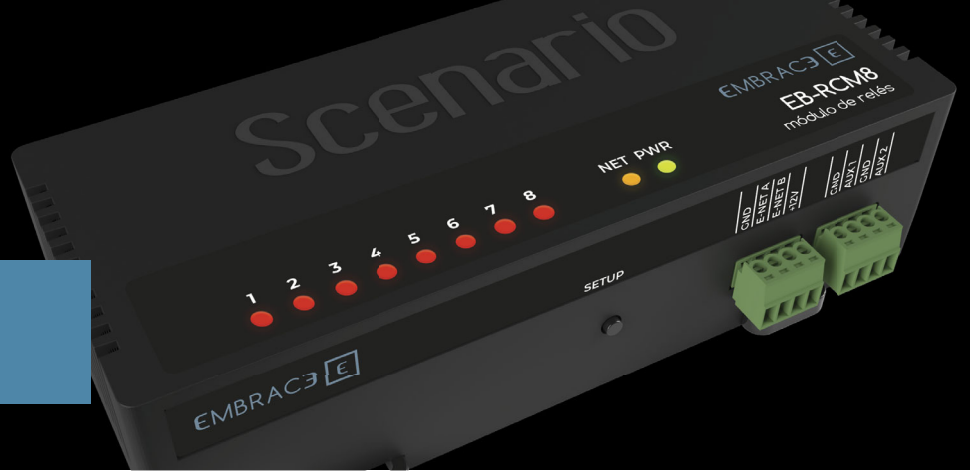 Scenario
EMBRACE E
EB-RCM8
módulo de relés
NET PWR
1 2 3 4 5 6 7 8
GND
E-NET A
E-NET B
+12V
GND
AUX 1
GND
AUX 2
SETUP
EMBRACE E